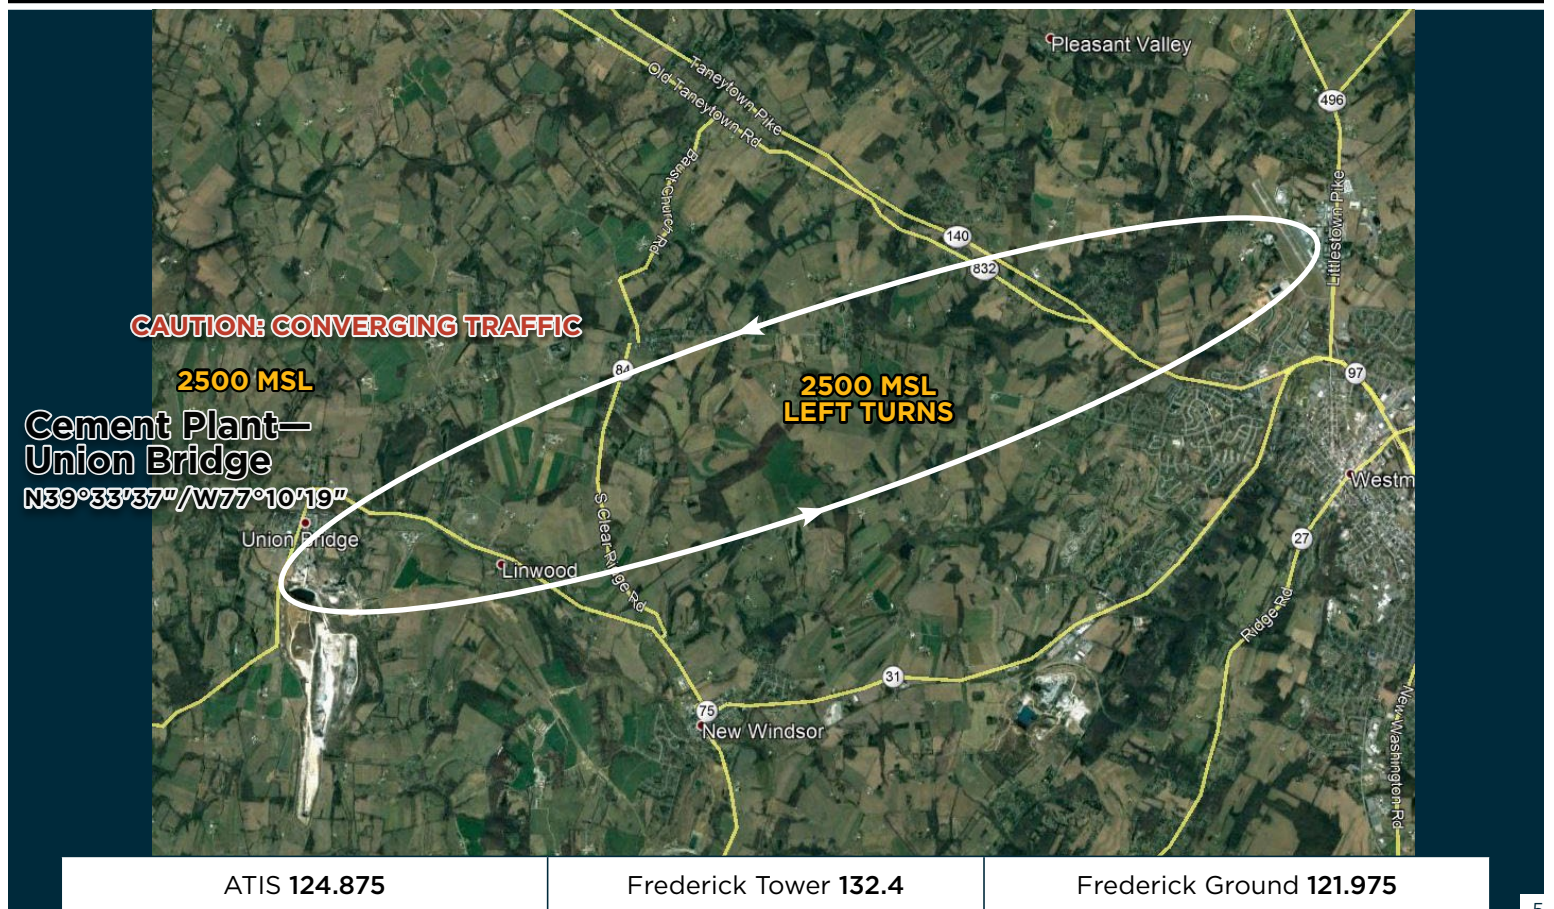 Pleasant Valley
Taneytown Pike
Old Taneytown Rd
496
Baust Church Rd
Littlestown Pike
140
832
CAUTION: CONVERGING TRAFFIC
84
2500 MSL
2500 MSL
LEFT TURNS
97
Cement Plant—
Union Bridge
N39°33'37"/W77°10'19"
Westm
S Clear Ridge Rd
Union Bridge
27
Linwood
Ridge Rd
31
75
New Windsor
New Washington Rd
ATIS 124.875
Frederick Tower 132.4
Frederick Ground 121.975